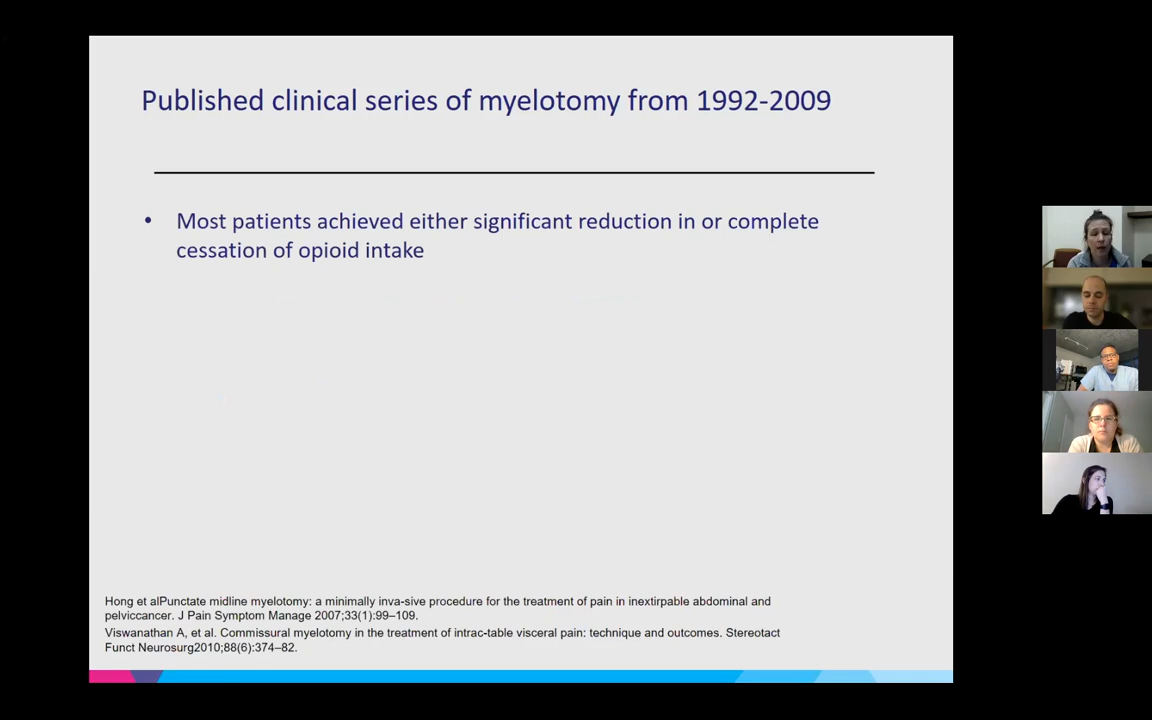 Published clinical series of myelotomy from 1992-2009
• Most patients achieved either significant reduction in or complete
cessation of opioid intake
Hong et alPunctate midline myelotomy: a minimally inva-sive procedure for the treatment of pain in inextirpable abdominal and
pelviccancer. J Pain Symptom Manage 2007;33(1):99–109.
Viswanathan A, et al. Commissural myelotomy in the treatment of intrac-table visceral pain: technique and outcomes. Stereotact
Funct Neurosurg2010;88(6):374–82.